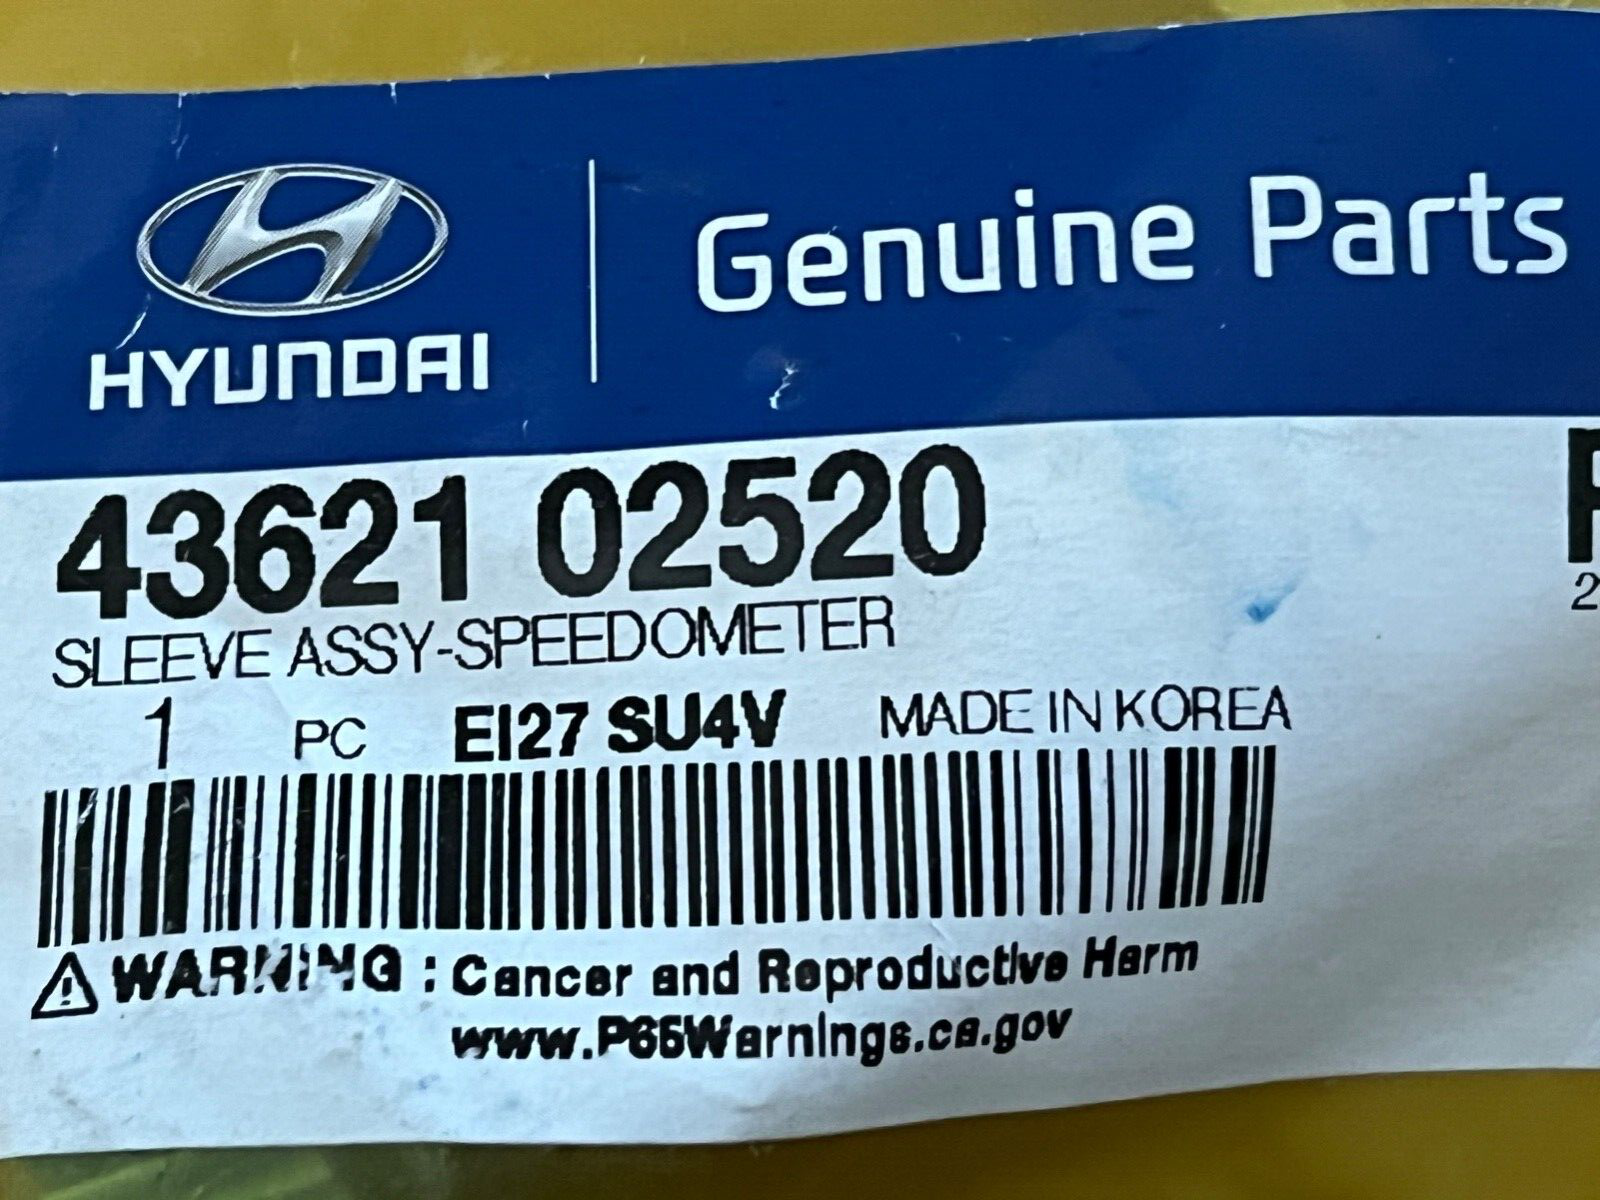 HYUNDAI
Genuine Parts
43621 02520
SLEEVE ASSY-SPEEDOMETER
1 PC EI27 SU4V MADE IN KOREA
WARNING : Cancer and Reproductive Harm
www.P65Warnings.ca.gov